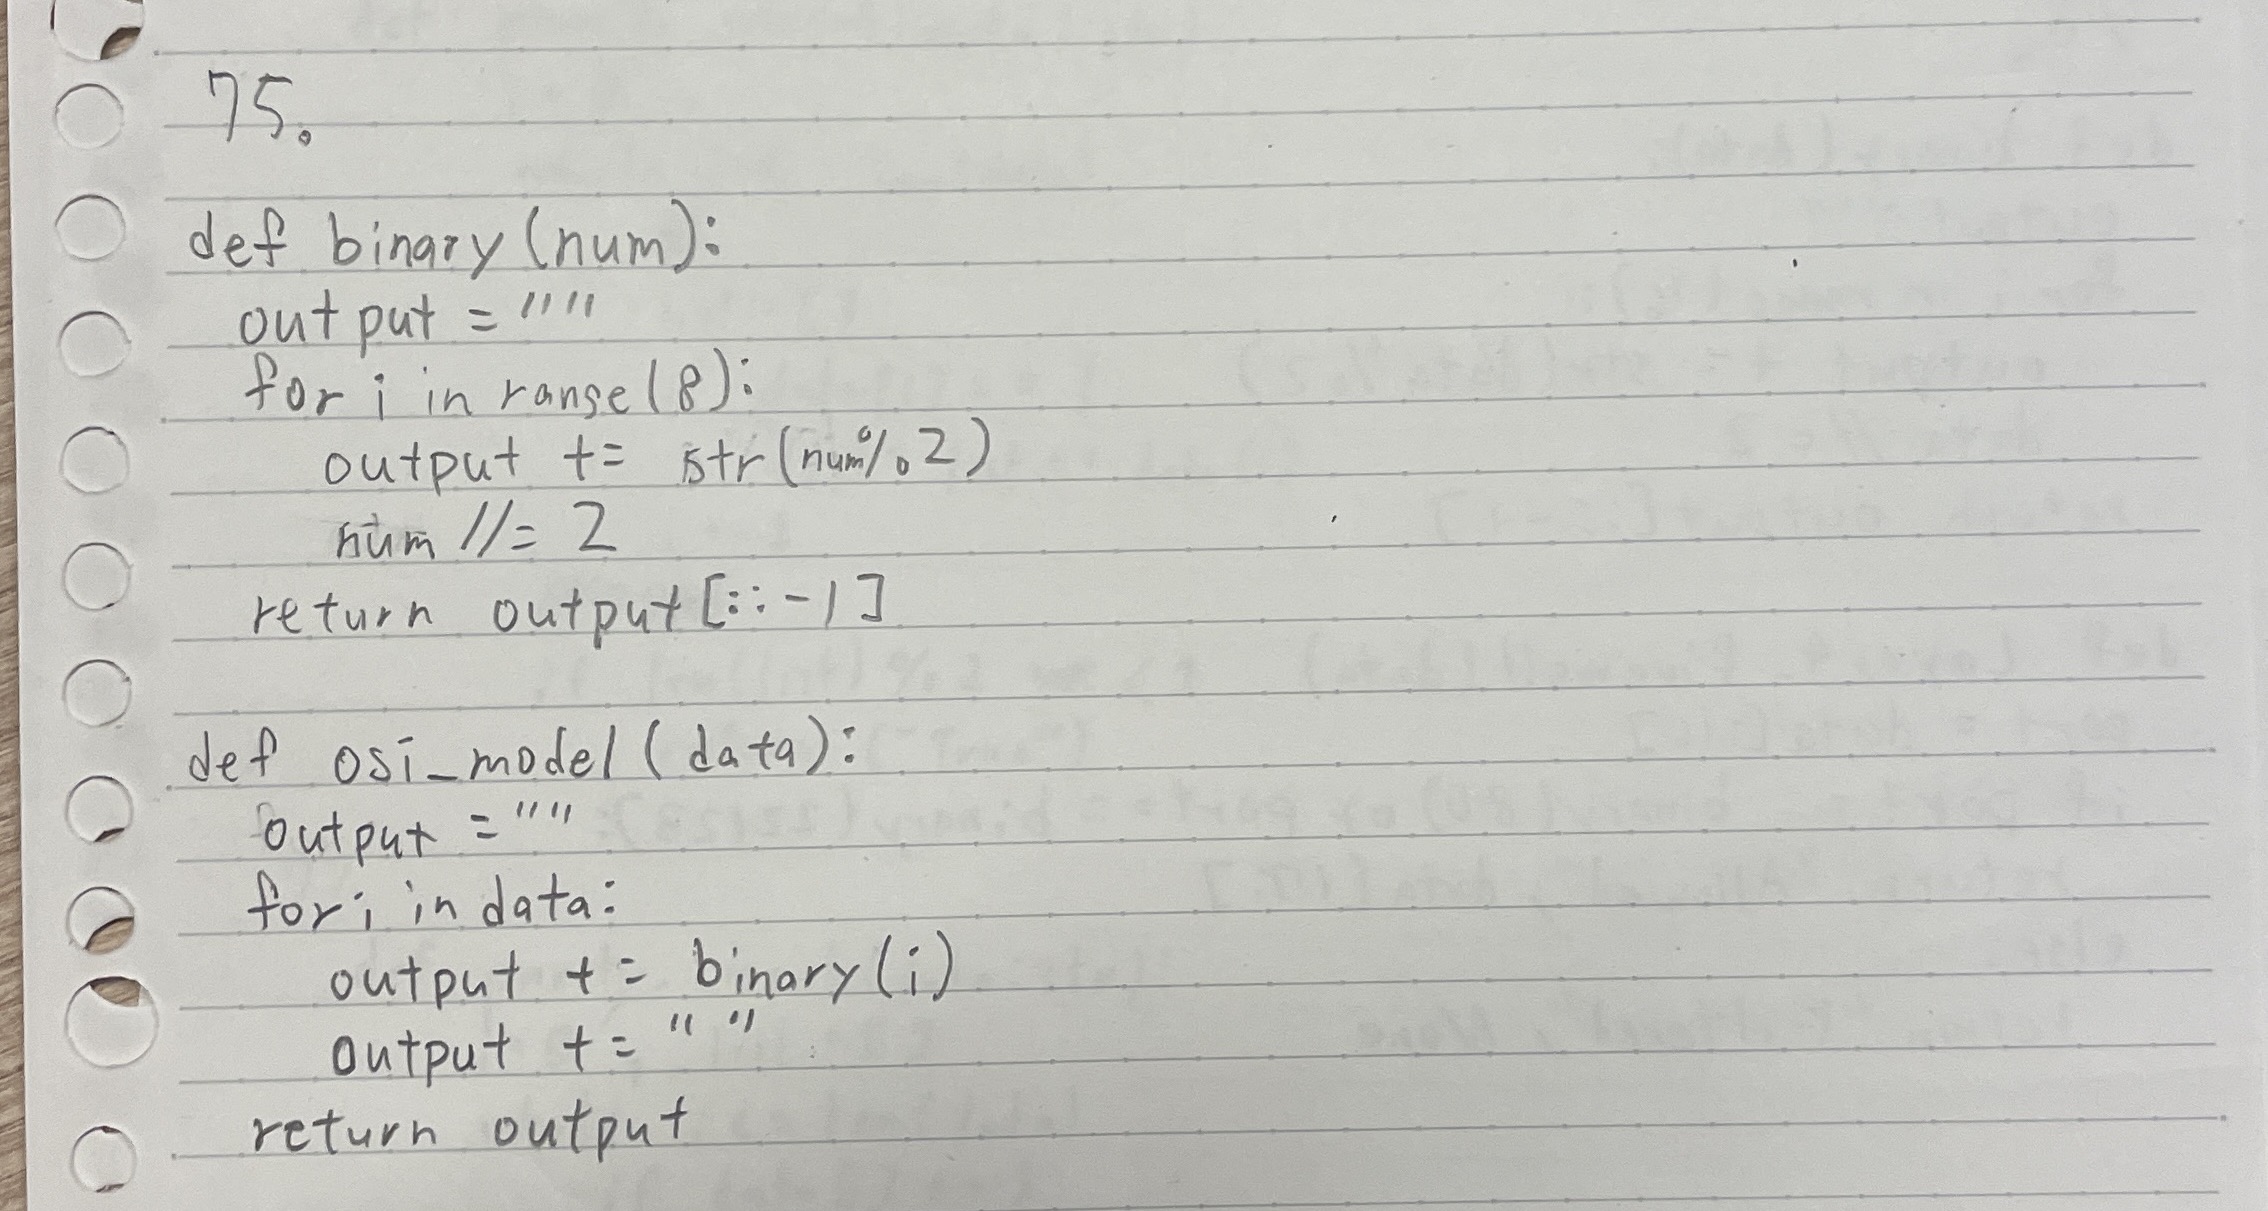 75.
def binary(num):
output = ""
for i in range(8):
output += str(num%2)
num //= 2
return output[::-1]
def osi_model(data):
output = ""
for i in data:
output += binary(i)
output += " "
return output